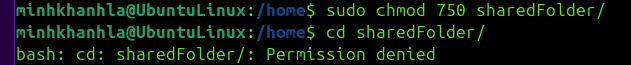 minhkhanhla@UbuntuLinux:/home$ sudo chmod 750 sharedFolder/
minhkhanhla@UbuntuLinux:/home$ cd sharedFolder/
bash: cd: sharedFolder/: Permission denied